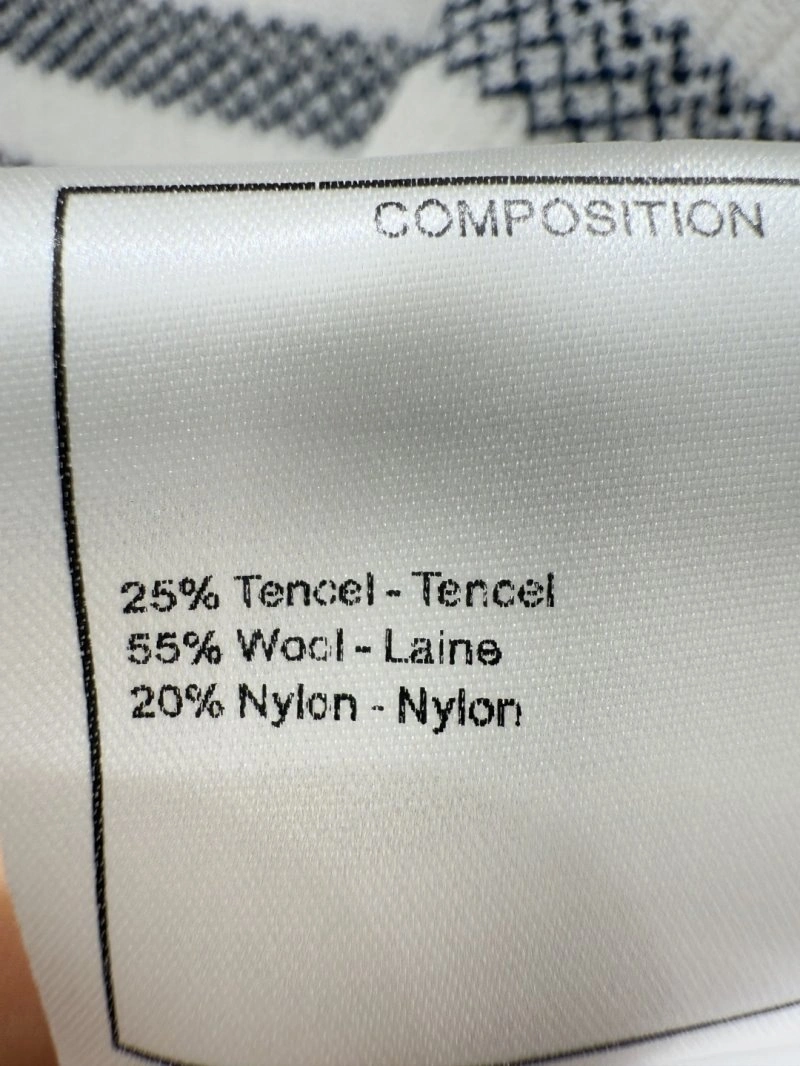 COMPOSITION
25% Tencel - Tencel
55% Wool - Laine
20% Nylon - Nylon